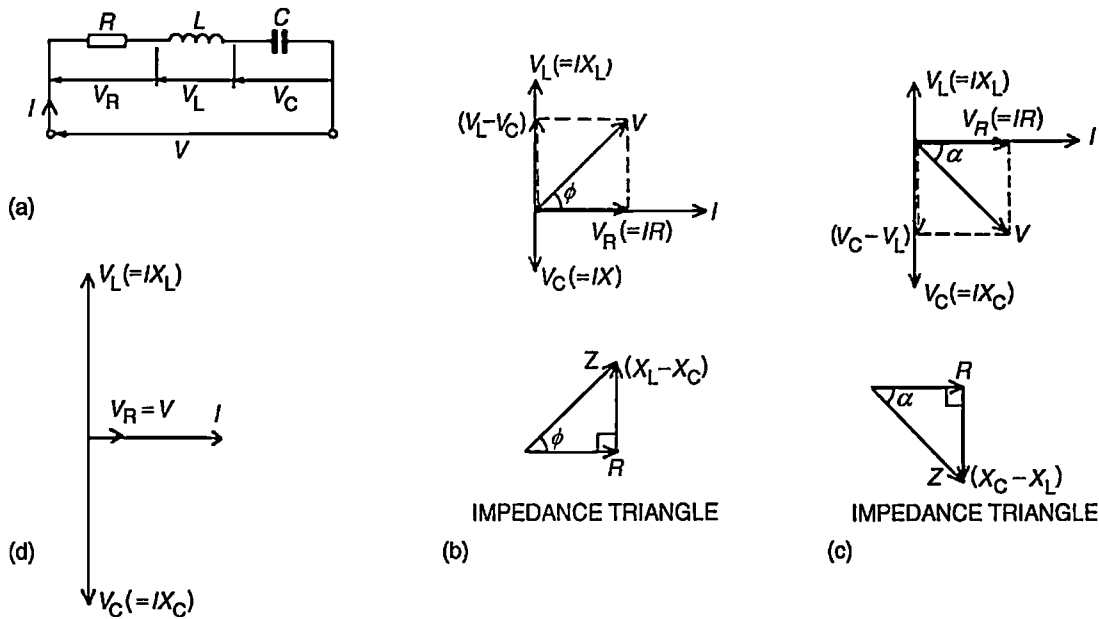 R L C
V_R V_L V_C
I
V
(a)
V_L(=IX_L)
V_R=V I
V_C(=IX_C)
(d)
V_L(=IX_L)
(V_L–V_C) V
ϕ
I
V_R(=IR)
V_C(=IX)
Z (X_L–X_C)
ϕ
R
IMPEDANCE TRIANGLE
(b)
V_L(=IX_L)
V_R(=IR)
I
α
(V_C–V_L) V
V_C(=IX_C)
R
α
Z (X_C–X_L)
IMPEDANCE TRIANGLE
(c)